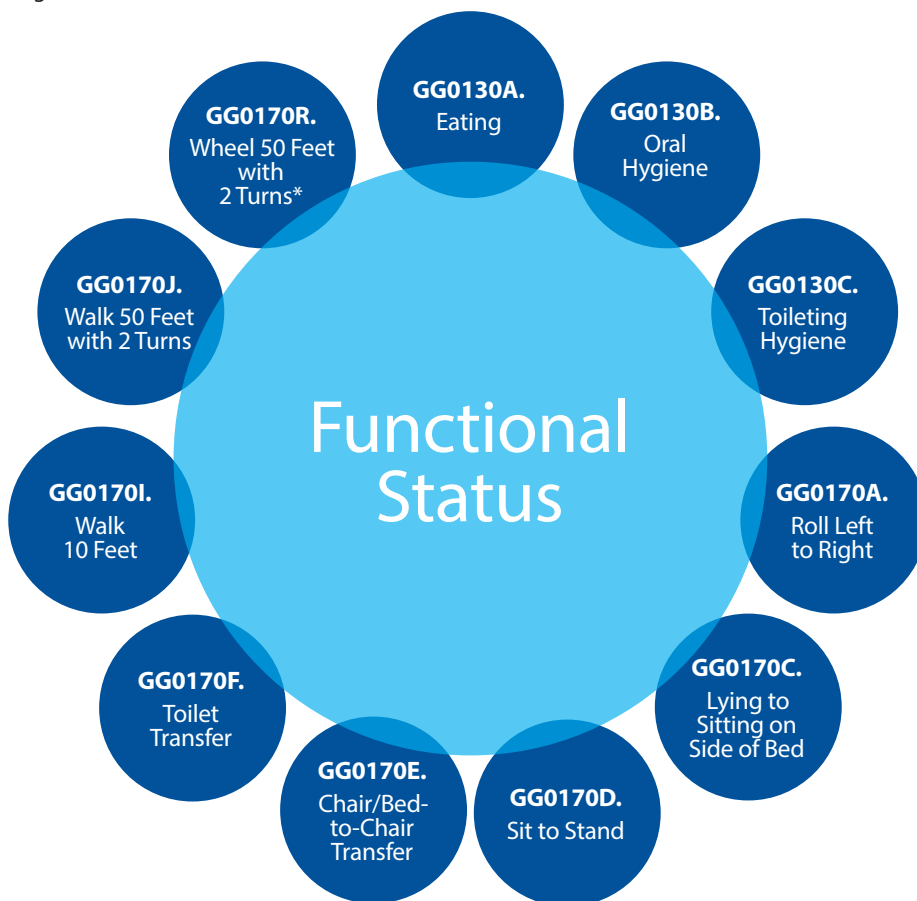 GG0130A.
Eating
GG0130B.
Oral
Hygiene
GG0130C.
Toileting
Hygiene
GG0170A.
Roll Left
to Right
GG0170C.
Lying to
Sitting on
Side of Bed
GG0170D.
Sit to Stand
GG0170E.
Chair/Bed-
to-Chair
Transfer
GG0170F.
Toilet
Transfer
GG0170I.
Walk
10 Feet
GG0170J.
Walk 50 Feet
with 2 Turns
GG0170R.
Wheel 50 Feet
with
2 Turns*
Functional
Status